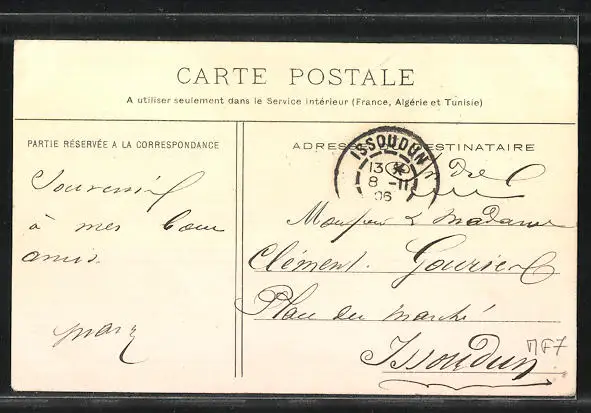 CARTE POSTALE
A utiliser seulement dans le Service Intérieur (France, Algérie et Tunisie)
PARTIE RÉSERVÉE A LA CORRESPONDANCE
Souvenir
à mes bons
amis.
ADRESSE DESTINATAIRE
ISSOUDUN
13
8 - 11
06
Monsieur & Madame
Clément Gourier
Place du Marché
Issoudun
MF7